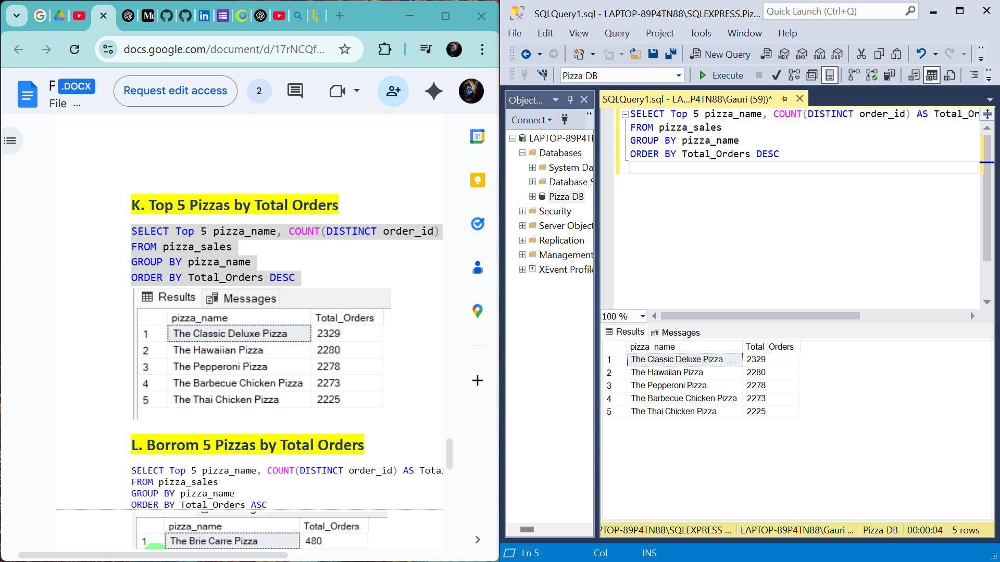 docs.google.com/document/d/17rNCQf...
.DOCX
File ...
Request edit access
2
31
K. Top 5 Pizzas by Total Orders
SELECT Top 5 pizza_name, COUNT(DISTINCT order_id)
FROM pizza_sales
GROUP BY pizza_name
ORDER BY Total_Orders DESC
Results Messages
pizza_name Total_Orders
1 The Classic Deluxe Pizza 2329
2 The Hawaiian Pizza 2280
3 The Pepperoni Pizza 2278
4 The Barbecue Chicken Pizza 2273
5 The Thai Chicken Pizza 2225
L. Borrom 5 Pizzas by Total Orders
SELECT Top 5 pizza_name, COUNT(DISTINCT order_id) AS Total
FROM pizza_sales
GROUP BY pizza_name
ORDER BY Total_Orders ASC
pizza_name Total_Orders
1 The Brie Carre Pizza 480
SQLQuery1.sql - LAPTOP-89P4TN88\SQLEXPRESS.Piz...
Quick Launch (Ctrl+Q)
File Edit View Query Project Tools Window Help
New Query MDX DMX XMLA DAX
Pizza DB Execute
Object...
Connect
LAPTOP-89P4TN
Databases
System Da
Database S
Pizza DB
Security
Server Object
Replication
Management
XEvent Profile
SQLQuery1.sql - LA...P4TN88\Gauri (59))*
SELECT Top 5 pizza_name, COUNT(DISTINCT order_id) AS Total_Or
FROM pizza_sales
GROUP BY pizza_name
ORDER BY Total_Orders DESC
100 %
Results Messages
pizza_name Total_Orders
1 The Classic Deluxe Pizza 2329
2 The Hawaiian Pizza 2280
3 The Pepperoni Pizza 2278
4 The Barbecue Chicken Pizza 2273
5 The Thai Chicken Pizza 2225
PTOP-89P4TN88\SQLEXPRESS ... LAPTOP-89P4TN88\Gauri ... Pizza DB 00:00:04 5 rows
Ln 5 Col INS